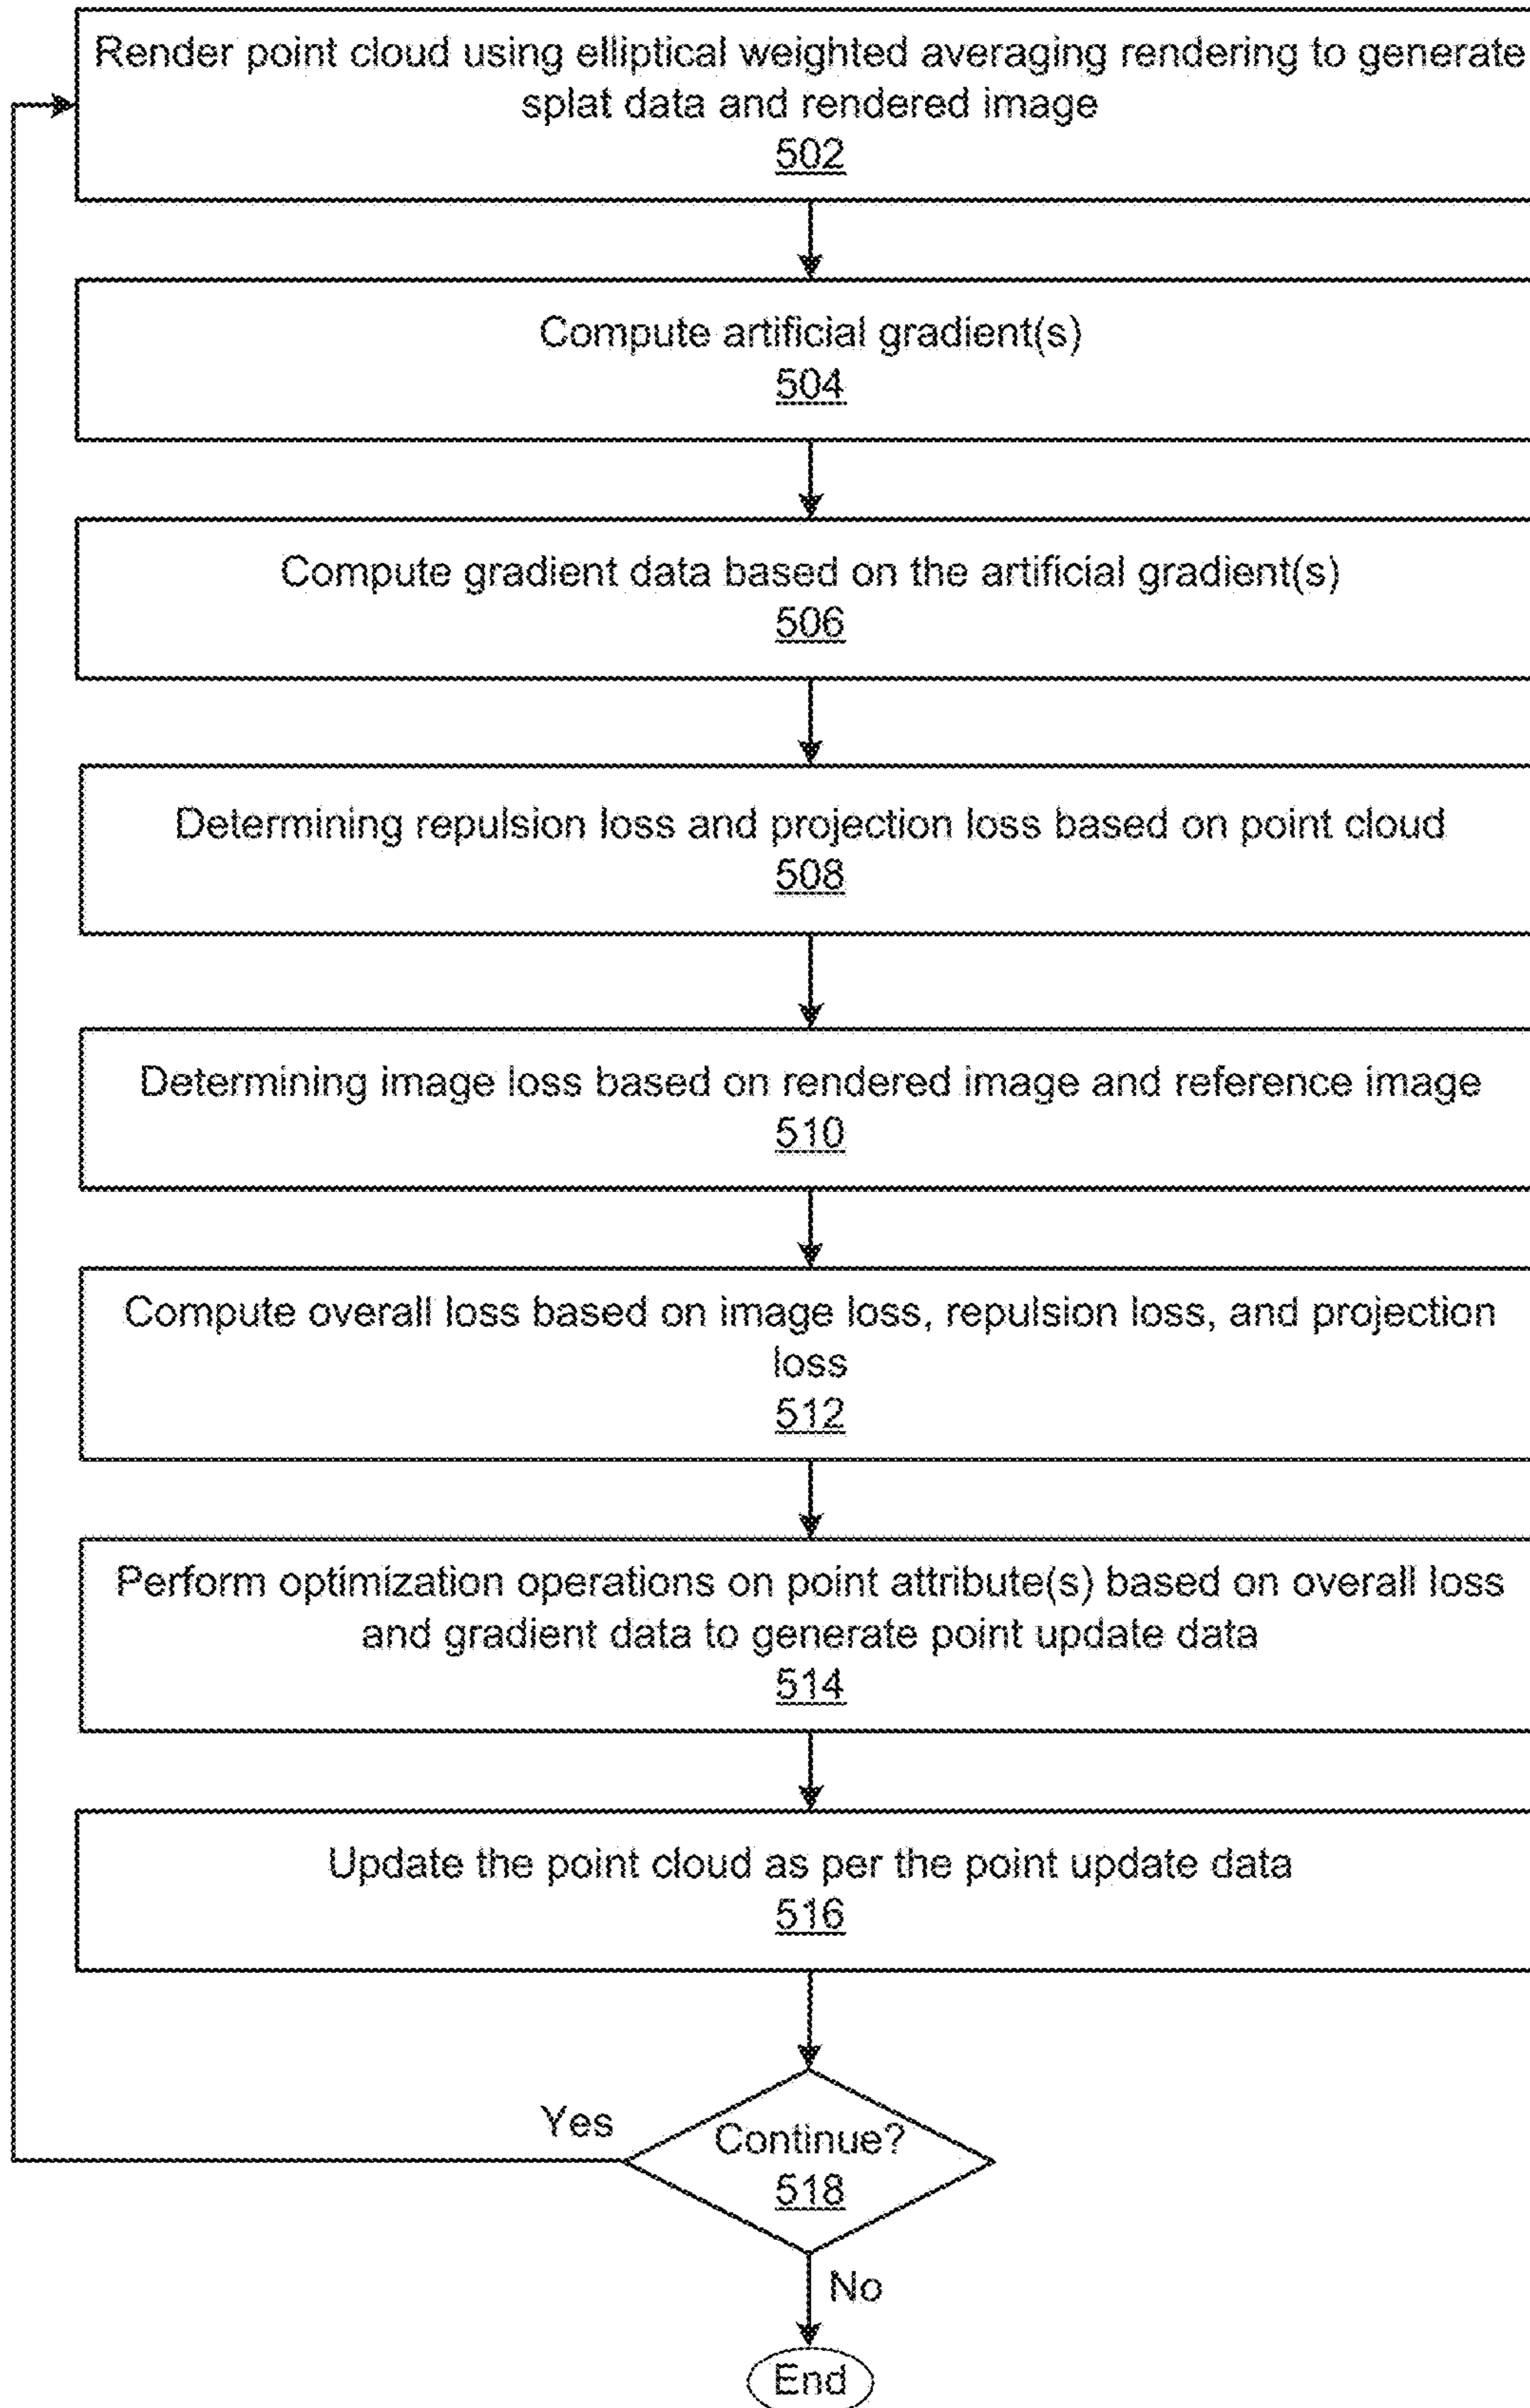 Render point cloud using elliptical weighted averaging rendering to generate
splat data and rendered image
502
Compute artificial gradient(s)
504
Compute gradient data based on the artificial gradient(s)
506
Determining repulsion loss and projection loss based on point cloud
508
Determining image loss based on rendered image and reference image
510
Compute overall loss based on image loss, repulsion loss, and projection
loss
512
Perform optimization operations on point attribute(s) based on overall loss
and gradient data to generate point update data
514
Update the point cloud as per the point update data
516
Yes
Continue?
518
No
End